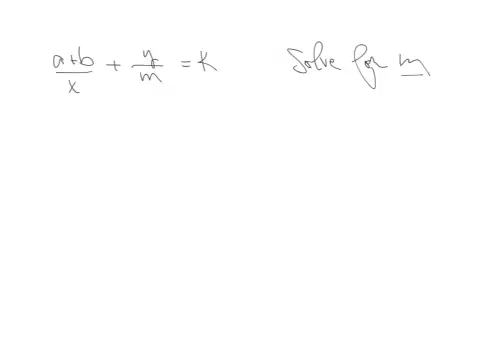 (a+b)/x + y/m = K Solve for m